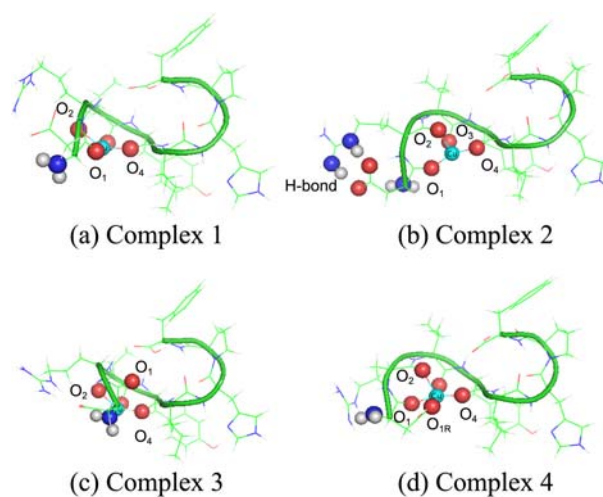 O₂
O₁
O₄
(a) Complex 1
O₂
O₃
O₄
O₁
H-bond
(b) Complex 2
O₁
O₂
O₄
(c) Complex 3
O₂
O₁
O₄
O₁R
(d) Complex 4